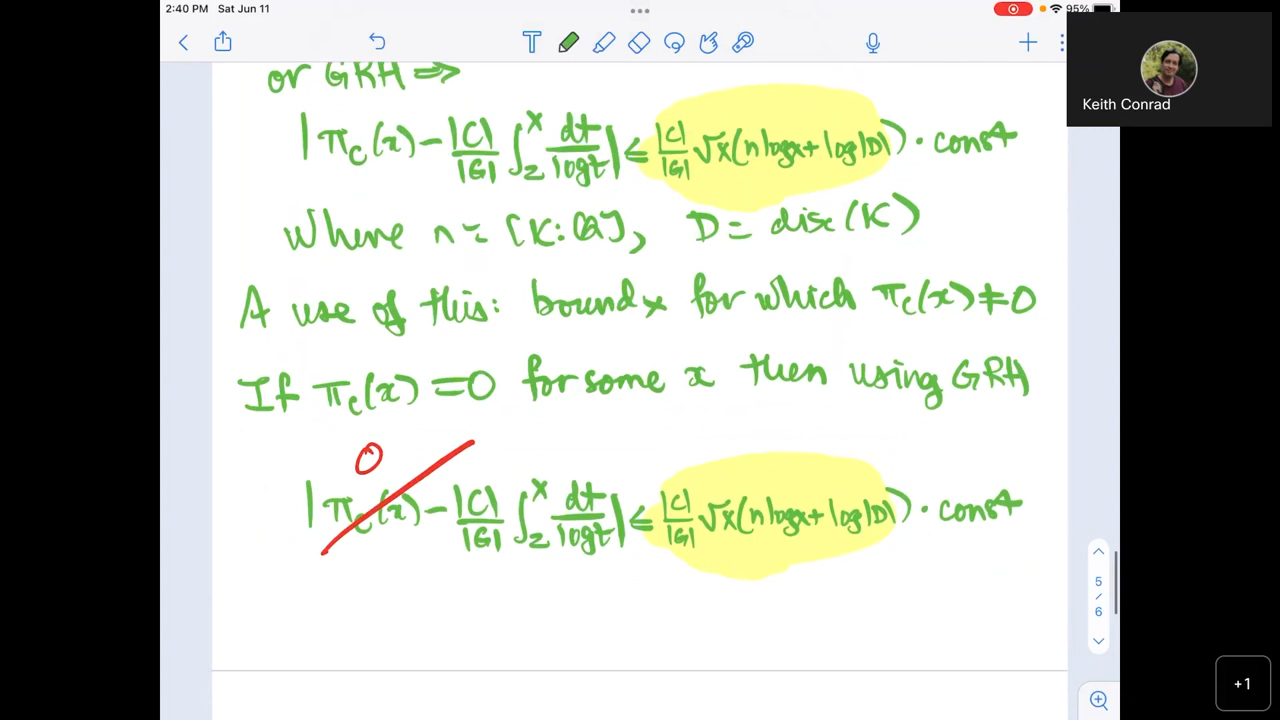 2:40 PM Sat Jun 11
95%
Keith Conrad
or GRH ⇒
| π_C(x) − |C|/|G| ∫_2^x dt/log t | ≤ |C|/|G| √x (n log x + log |D|) · const
Where n = [K:Q], D = disc(K)
A use of this: bound x for which π_C(x) ≠ 0
If π_C(x) = 0 for some x then using GRH
0
| π_C(x) − |C|/|G| ∫_2^x dt/log t | ≤ |C|/|G| √x (n log x + log |D|) · const
5
/
6
+1